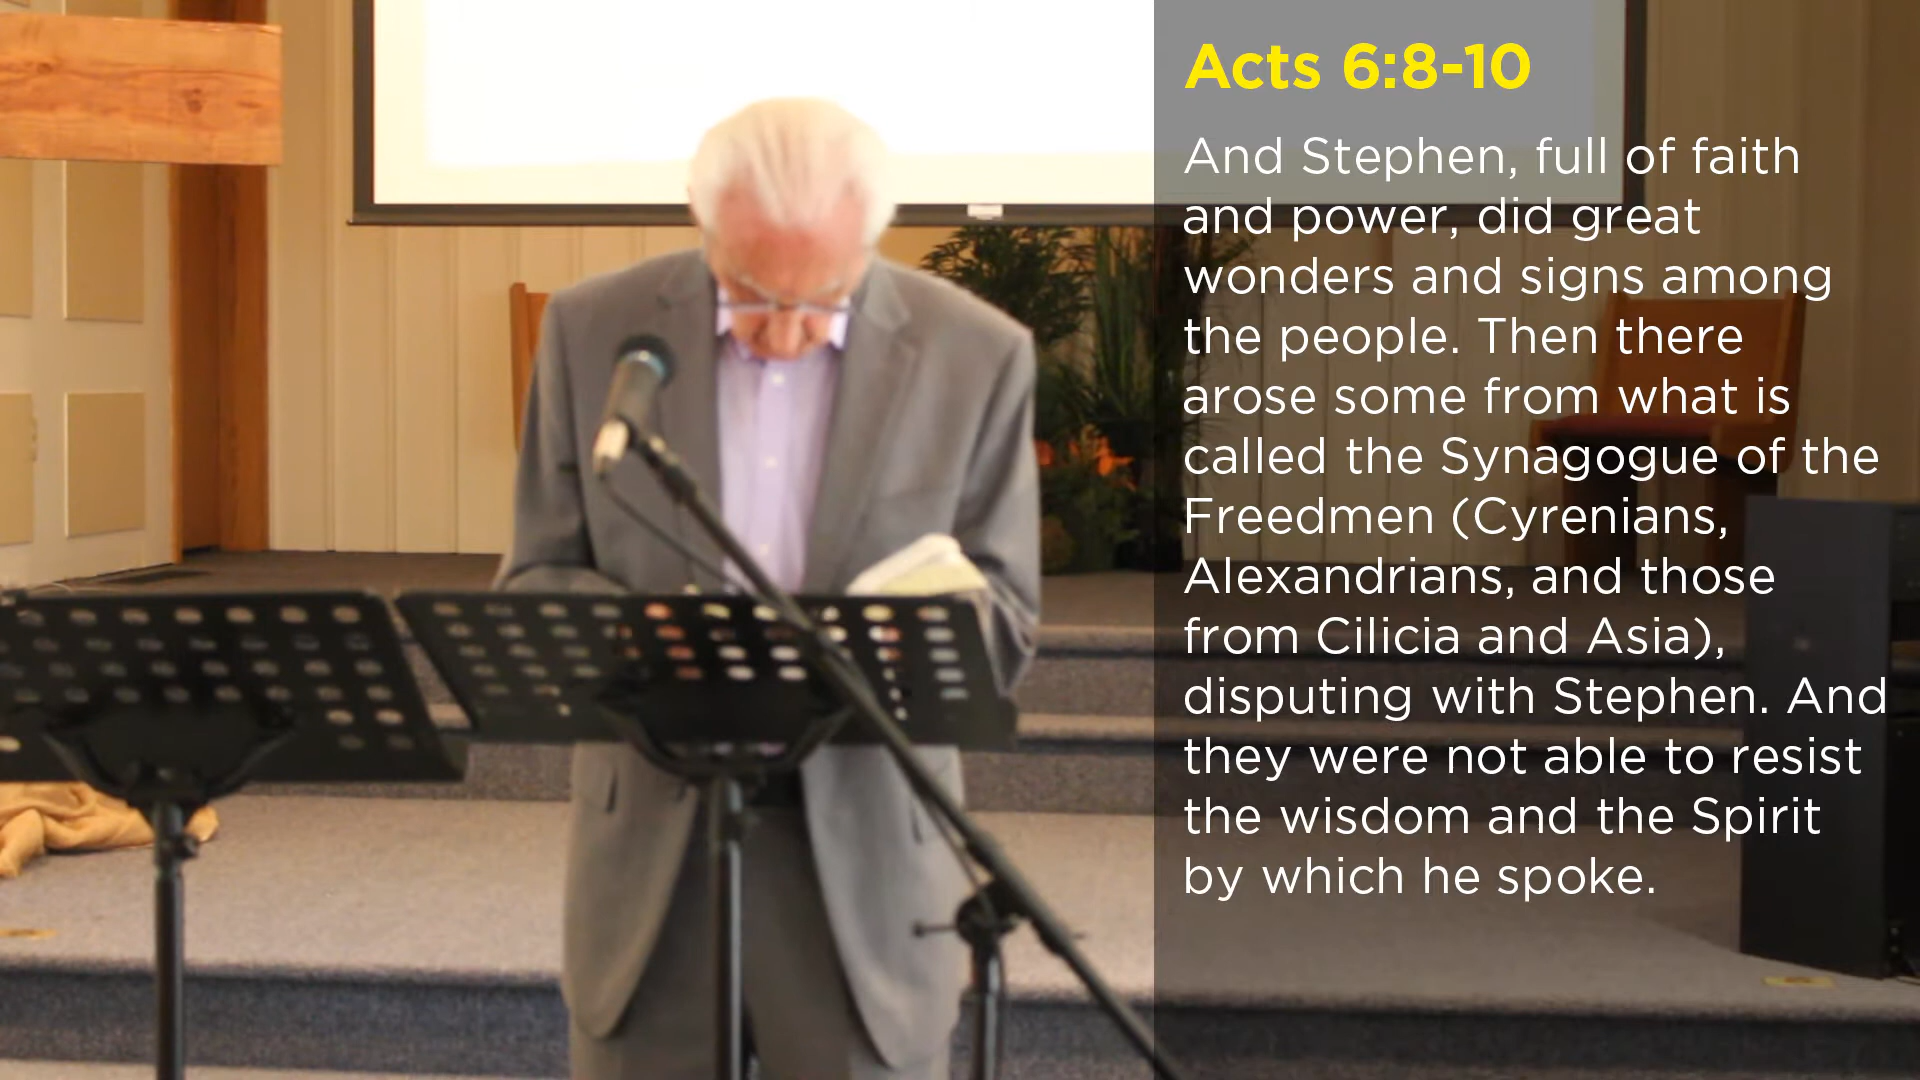 Acts 6:8-10
And Stephen, full of faith
and power, did great
wonders and signs among
the people. Then there
arose some from what is
called the Synagogue of the
Freedmen (Cyrenians,
Alexandrians, and those
from Cilicia and Asia),
disputing with Stephen. And
they were not able to resist
the wisdom and the Spirit
by which he spoke.